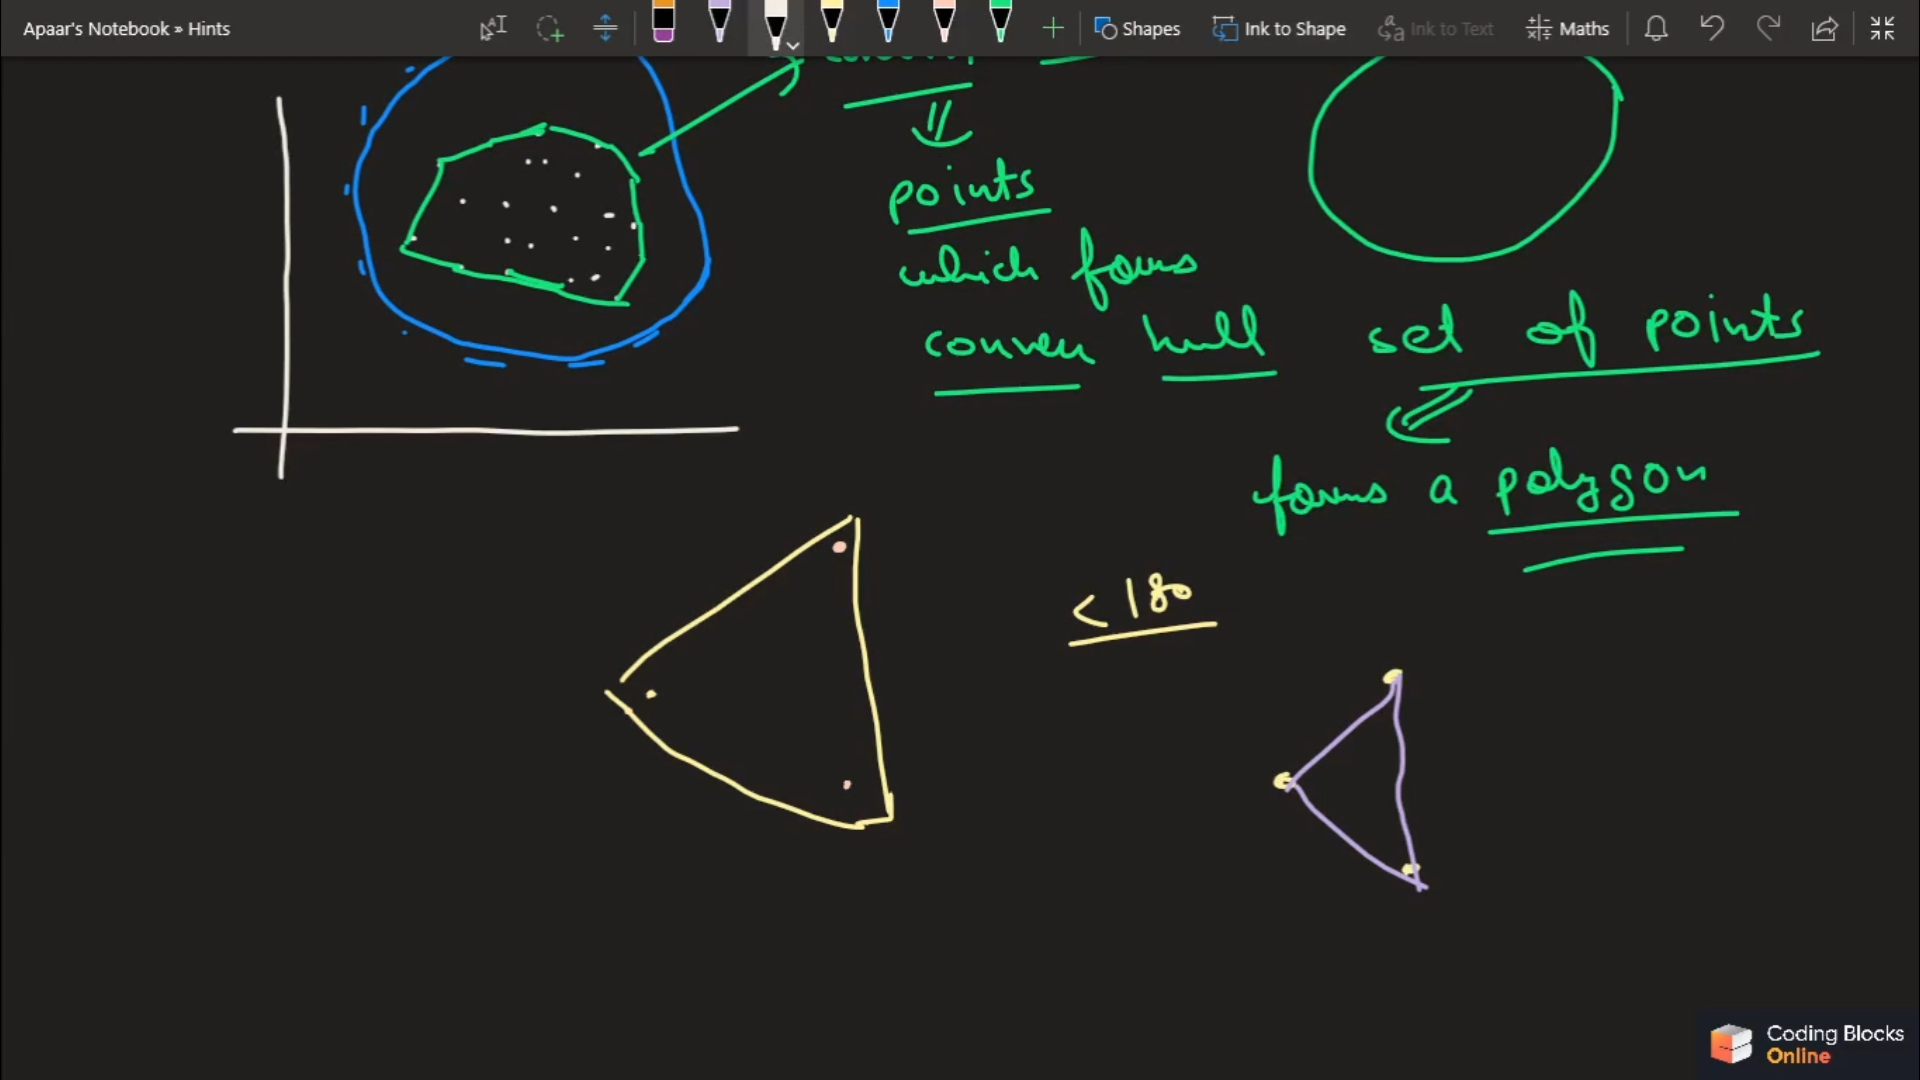 Apaar's Notebook » Hints
Shapes
Ink to Shape
Ink to Text
Maths
points
which forms
convex hull
set of points
forms a polygon
< 180
Coding Blocks
Online